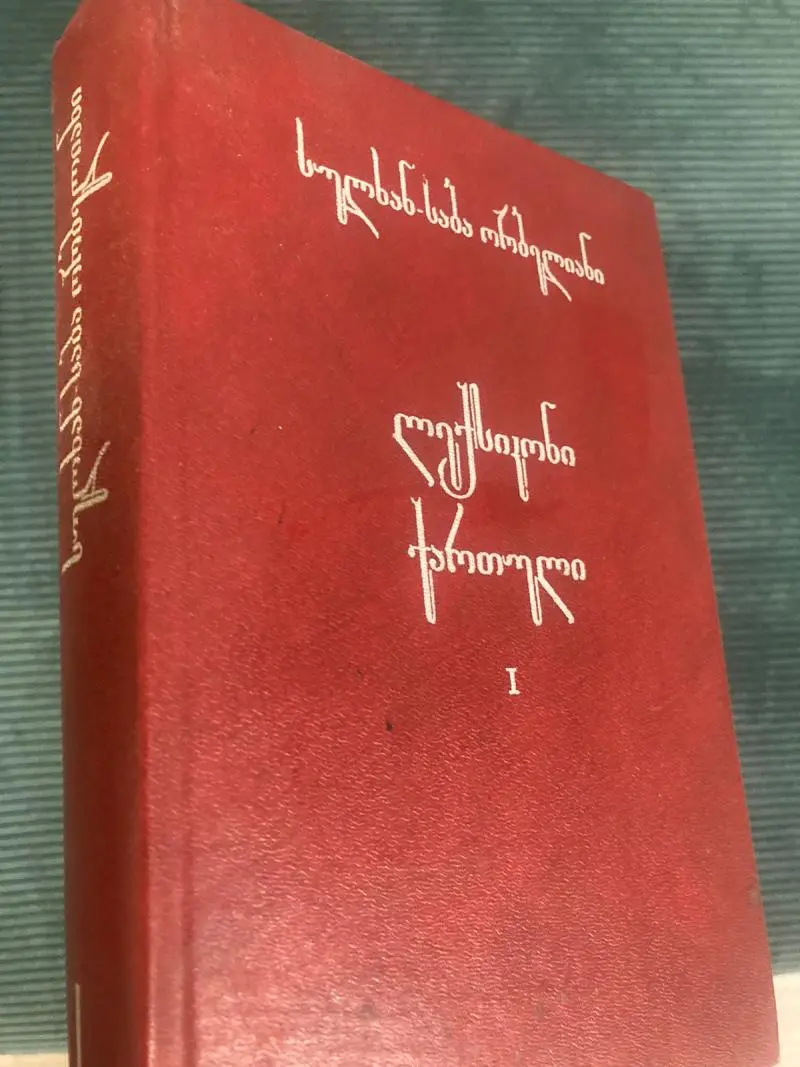 სულხან-საბა ორბელიანი
ლექსიკონი
ქართული
I
სულხან-საბა ორბელიანი